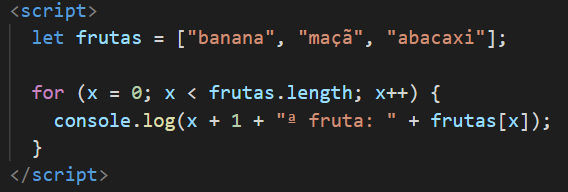 <script>
let frutas = ["banana", "maçã", "abacaxi"];
for (x = 0; x < frutas.length; x++) {
console.log(x + 1 + "ª fruta: " + frutas[x]);
}
</script>